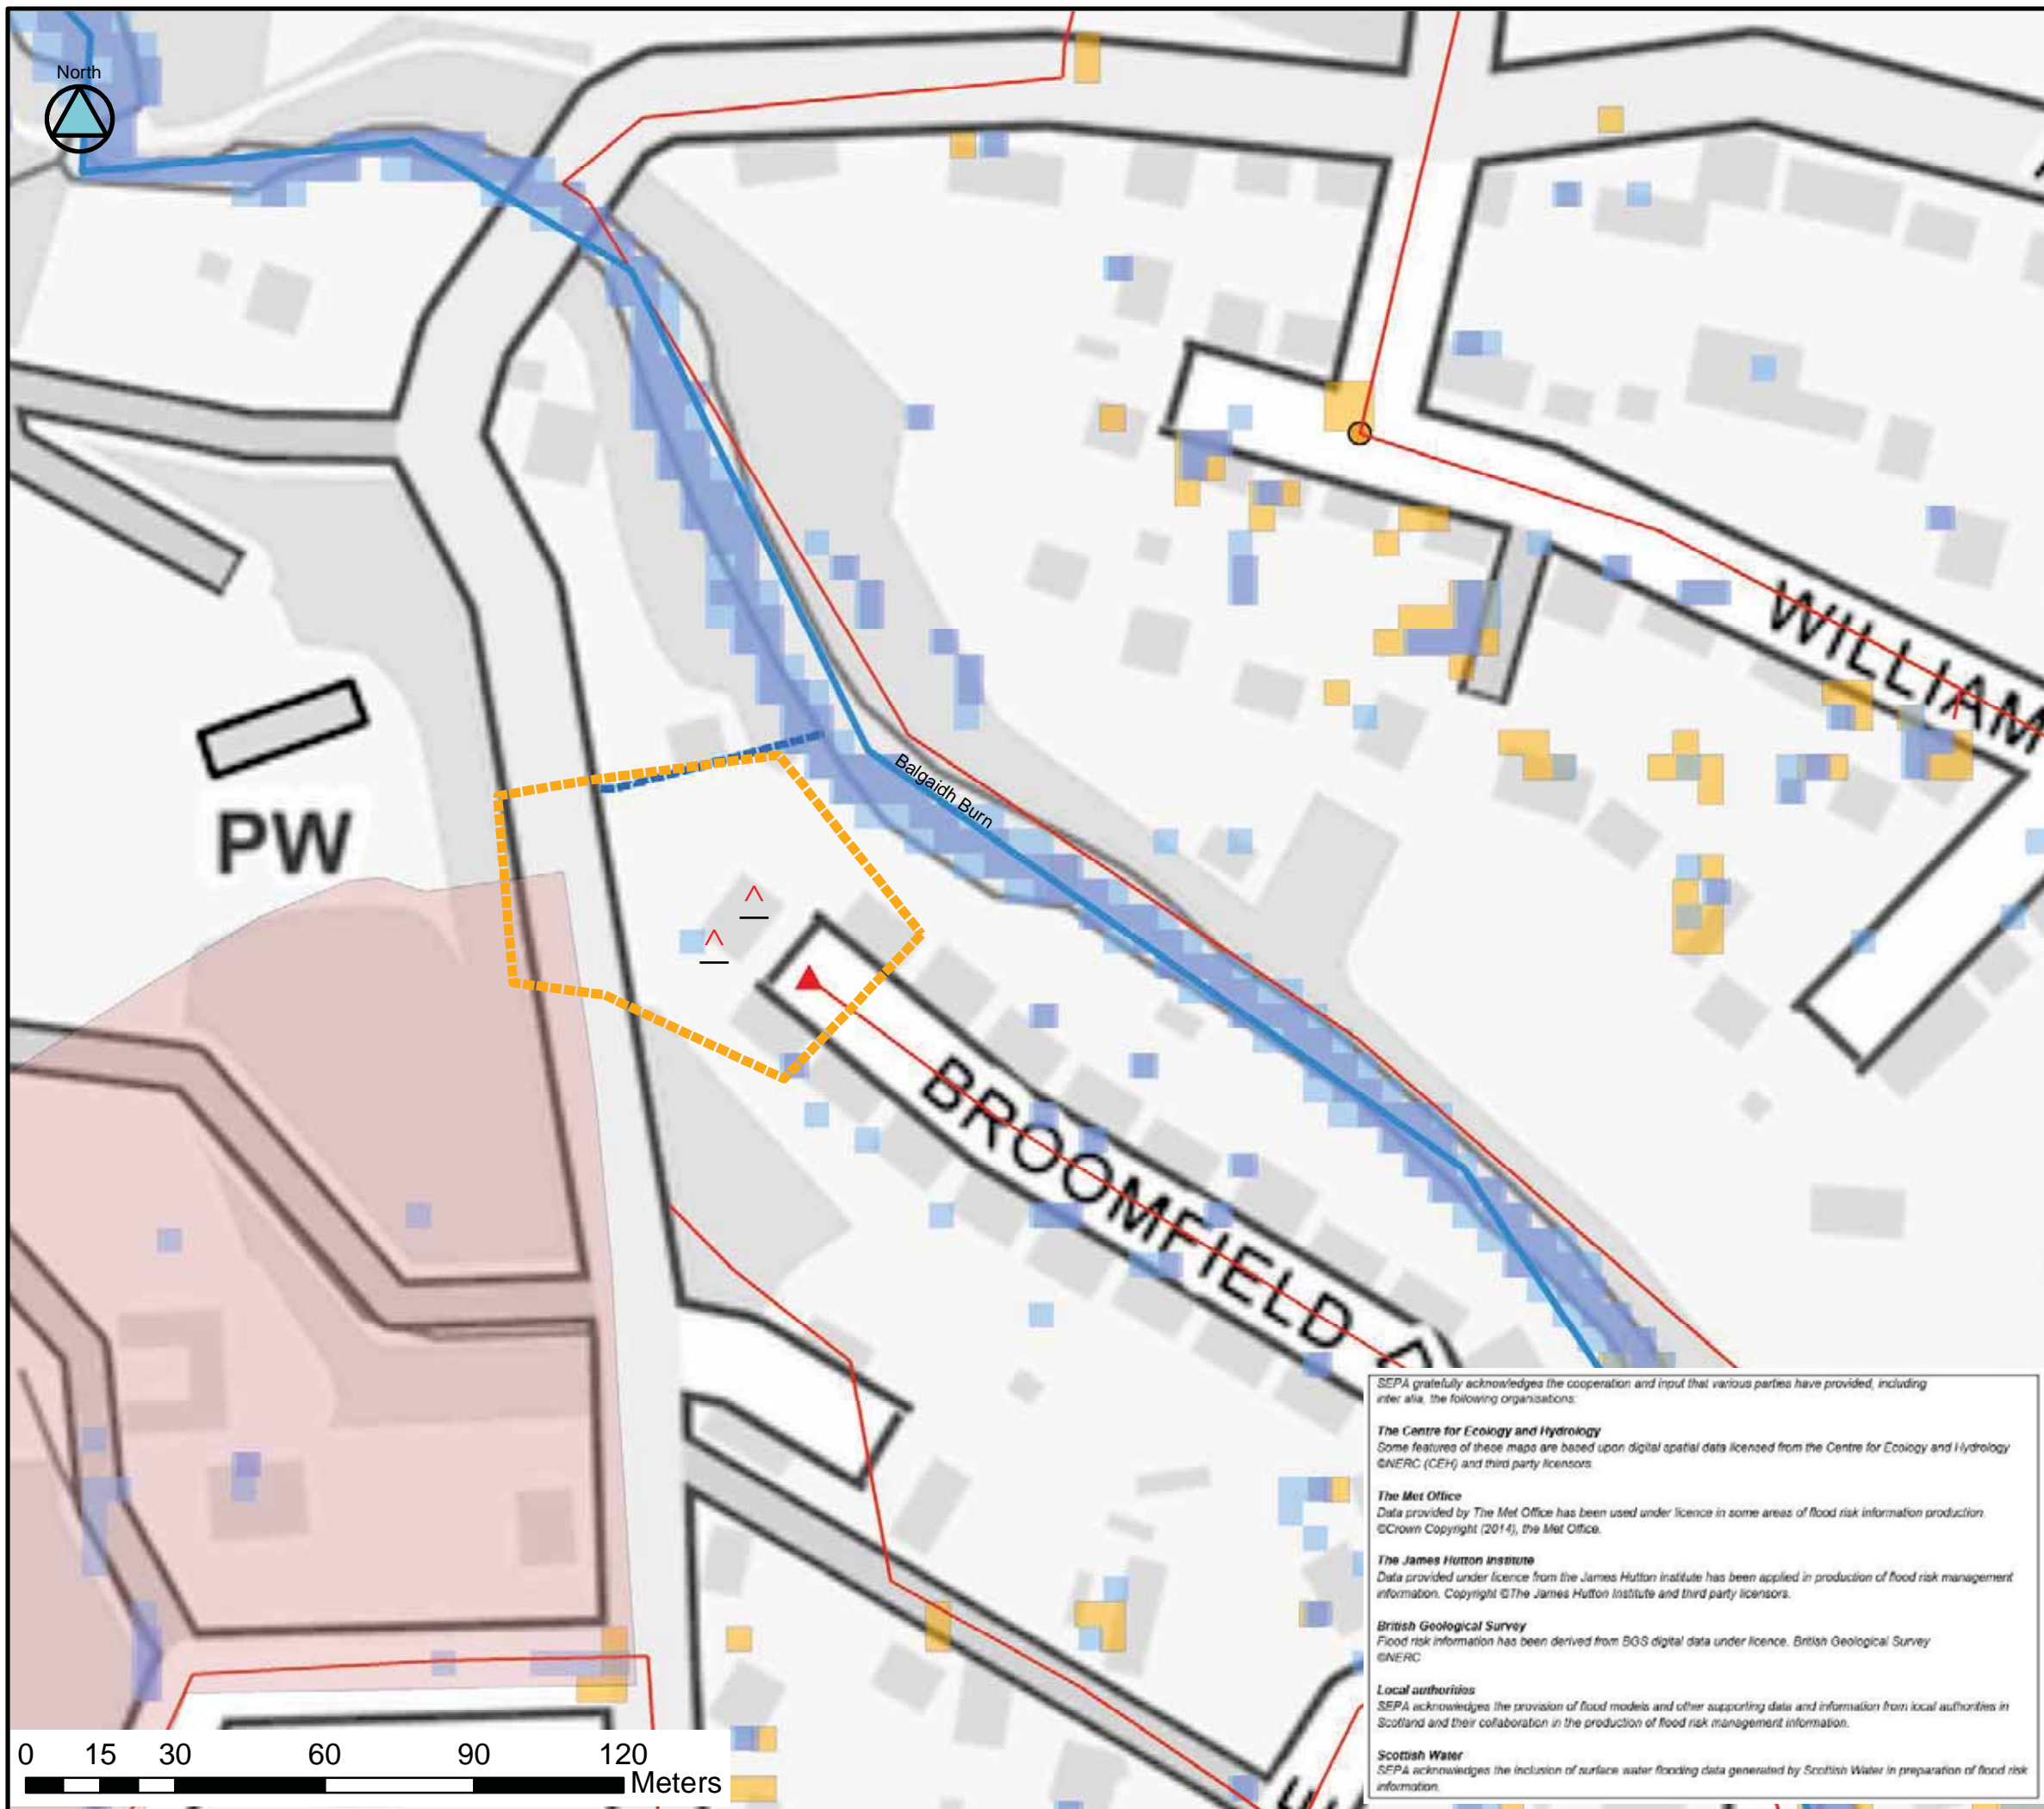 North
WILLIAM
Balgaidh Burn
PW
BROOMFIELD
SEPA gratefully acknowledges the cooperation and input that various parties have provided, including
inter alia, the following organisations:
The Centre for Ecology and Hydrology
Some features of these maps are based upon digital spatial data licensed from the Centre for Ecology and Hydrology
©NERC (CEH) and third party licensors.
The Met Office
Data provided by The Met Office has been used under licence in some areas of flood risk information production.
©Crown Copyright (2014), the Met Office.
The James Hutton Institute
Data provided under licence from the James Hutton Institute has been applied in production of flood risk management
information. Copyright ©The James Hutton Institute and third party licensors.
British Geological Survey
Flood risk information has been derived from BGS digital data under licence. British Geological Survey
©NERC
Local authorities
SEPA acknowledges the provision of flood models and other supporting data and information from local authorities in
Scotland and their collaboration in the production of flood risk management information.
Scottish Water
SEPA acknowledges the inclusion of surface water flooding data generated by Scottish Water in preparation of flood risk
information.
0 15 30 60 90 120
Meters